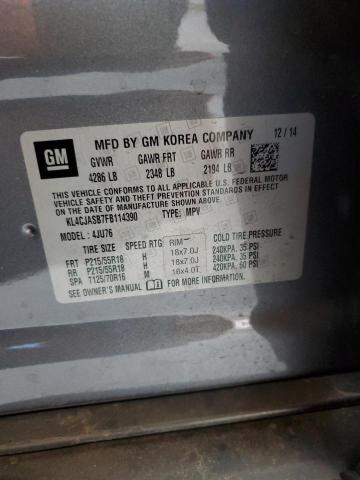 GM
MFD BY GM KOREA COMPANY 12/14
GVWR GAWR FRT GAWR RR
4286 LB 2348 LB 2194 LB
THIS VEHICLE CONFORMS TO ALL APPLICABLE U.S. FEDERAL MOTOR
VEHICLE SAFETY, BUMPER, AND THEFT PREVENTION STANDARDS IN
EFFECT ON THE DATE OF MANUFACTURE SHOWN ABOVE.
KL4CJASB7FB114390 TYPE: MPV
MODEL : 4JU76
TIRE SIZE SPEED RTG RIM COLD TIRE PRESSURE
FRT P215/55R18 H 18x7.0J 240KPA, 35 PSI
RR P215/55R18 H 18x7.0J 240KPA, 35 PSI
SPA T125/70R16 M 16x4.0T 420KPA, 60 PSI
SEE OWNER'S MANUAL FOR MORE INFORMATION.